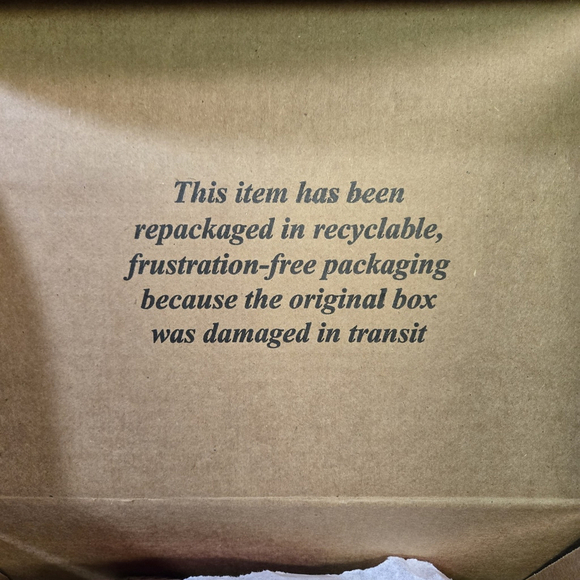 This item has been
repackaged in recyclable,
frustration-free packaging
because the original box
was damaged in transit